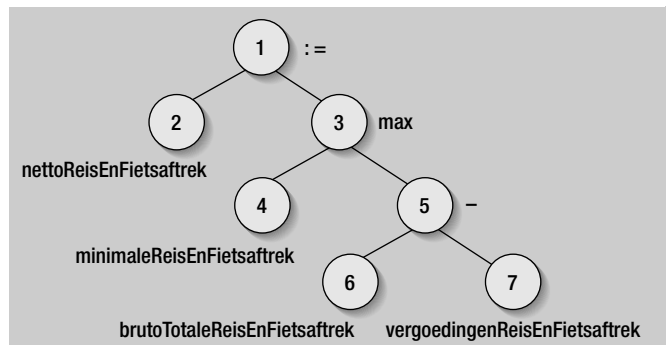 1 :=
2 3 max
nettoReisEnFietsaftrek
4 5 –
minimaleReisEnFietsaftrek
6 7
brutoTotaleReisEnFietsaftrek vergoedingenReisEnFietsaftrek